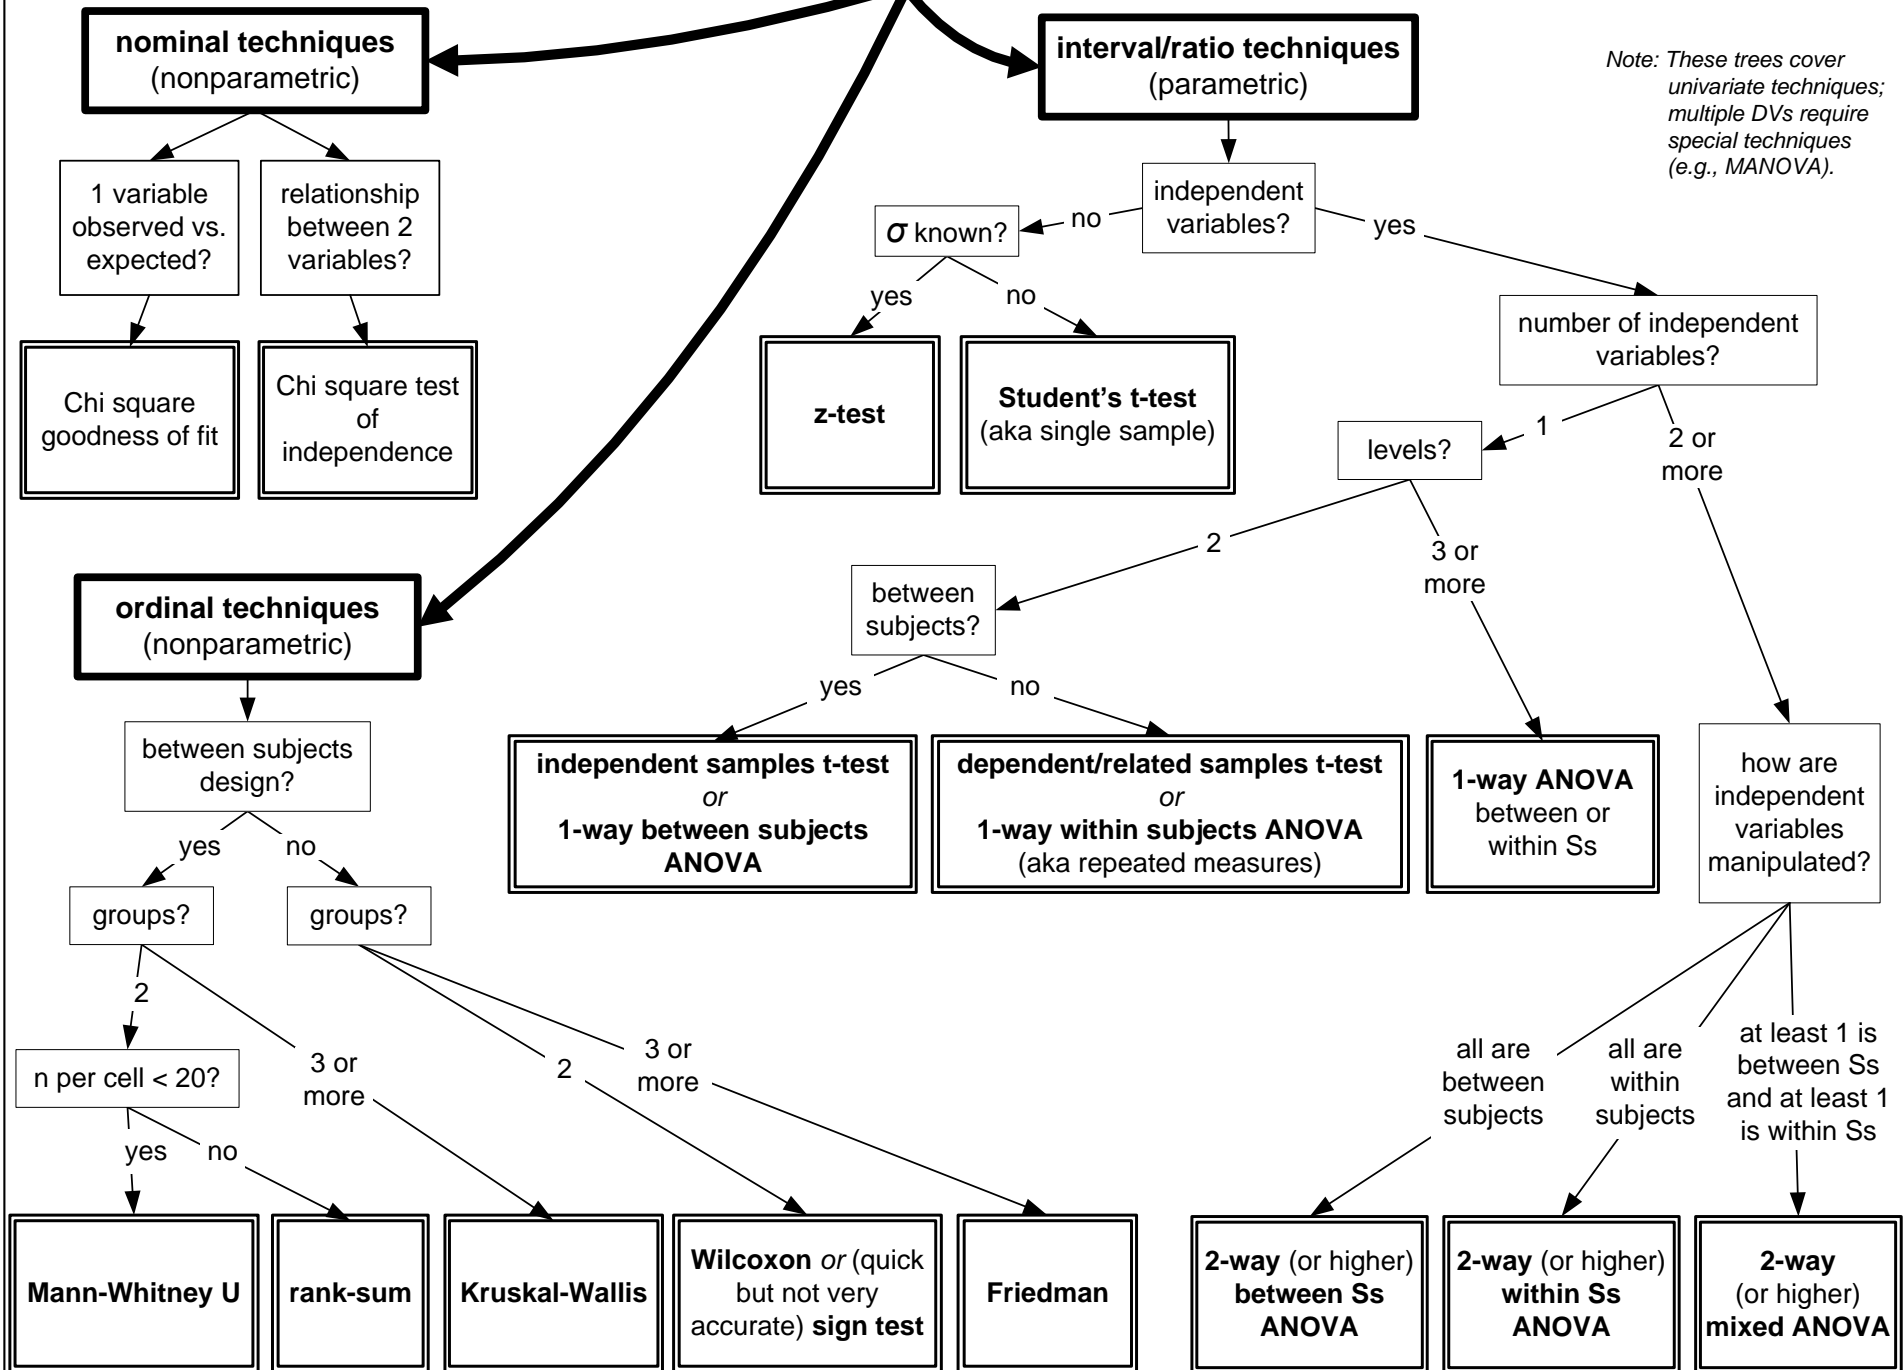 nominal techniques
(nonparametric)
interval/ratio techniques
(parametric)
Note: These trees cover
univariate techniques;
multiple DVs require
special techniques
(e.g., MANOVA).
1 variable
observed vs.
expected?
relationship
between 2
variables?
Chi square
goodness of fit
Chi square test
of
independence
independent
variables?
no
yes
σ known?
yes
no
z-test
Student's t-test
(aka single sample)
number of independent
variables?
1
2 or
more
levels?
2
3 or
more
between
subjects?
yes
no
independent samples t-test
or
1-way between subjects
ANOVA
dependent/related samples t-test
or
1-way within subjects ANOVA
(aka repeated measures)
1-way ANOVA
between or
within Ss
how are
independent
variables
manipulated?
all are
between
subjects
all are
within
subjects
at least 1 is
between Ss
and at least 1
is within Ss
2-way (or higher)
between Ss
ANOVA
2-way (or higher)
within Ss
ANOVA
2-way
(or higher)
mixed ANOVA
ordinal techniques
(nonparametric)
between subjects
design?
yes
no
groups?
groups?
2
3 or
more
2
3 or
more
n per cell < 20?
yes
no
Mann-Whitney U
rank-sum
Kruskal-Wallis
Wilcoxon or (quick
but not very
accurate) sign test
Friedman